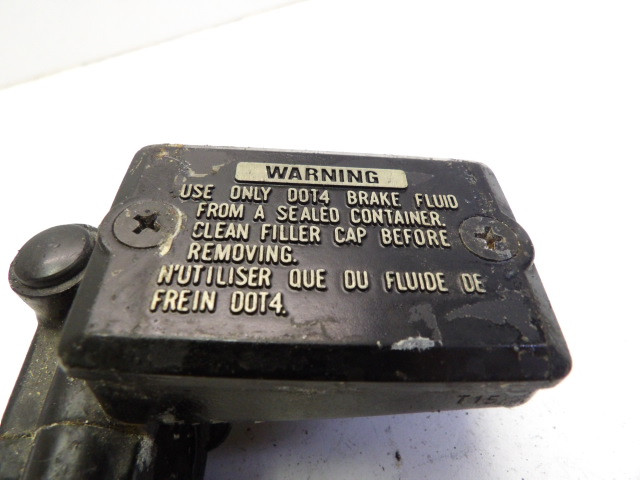 WARNING
USE ONLY DOT4 BRAKE FLUID
FROM A SEALED CONTAINER.
CLEAN FILLER CAP BEFORE
REMOVING.
N'UTILISER QUE DU FLUIDE DE
FREIN DOT4.